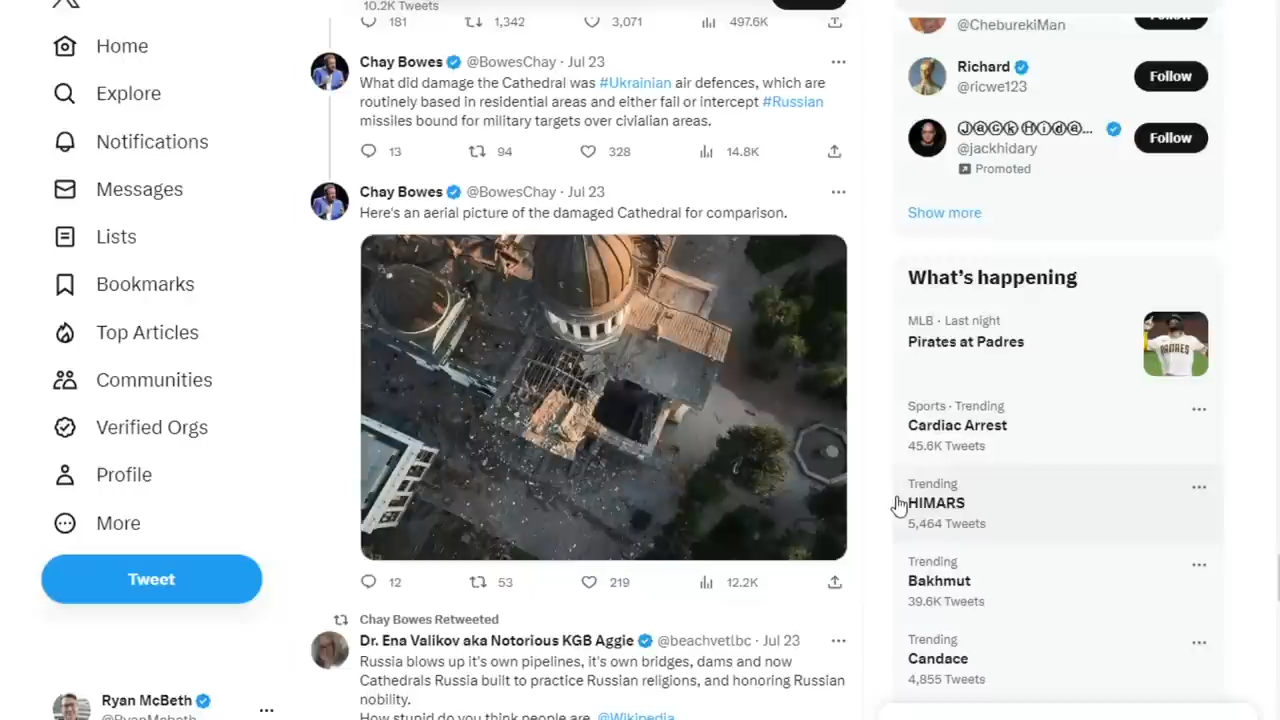 10.2K Tweets
181 1,342 3,071 497.6K
Chay Bowes @BowesChay · Jul 23
What did damage the Cathedral was #Ukrainian air defences, which are
routinely based in residential areas and either fail or intercept #Russian
missiles bound for military targets over civialian areas.
13 94 328 14.8K
Chay Bowes @BowesChay · Jul 23
Here's an aerial picture of the damaged Cathedral for comparison.
12 53 219 12.2K
Chay Bowes Retweeted
Dr. Ena Valikov aka Notorious KGB Aggie @beachvetlbc · Jul 23
Russia blows up it's own pipelines, it's own bridges, dams and now
Cathedrals Russia built to practice Russian religions, and honoring Russian
nobility.
How stupid do you think people are. @Wikipedia
Home
Explore
Notifications
Messages
Lists
Bookmarks
Top Articles
Communities
Verified Orgs
Profile
More
Tweet
Ryan McBeth
@RyanMcbeth
@CheburekiMan
Follow
Richard
@ricwe123
Follow
Ⓙⓐⓒⓚ Ⓗⓘⓓⓐ...
@jackhidary
Follow
Promoted
Show more
What's happening
MLB · Last night
Pirates at Padres
PADRES
Sports · Trending
Cardiac Arrest
45.6K Tweets
Trending
HIMARS
5,464 Tweets
Trending
Bakhmut
39.6K Tweets
Trending
Candace
4,855 Tweets